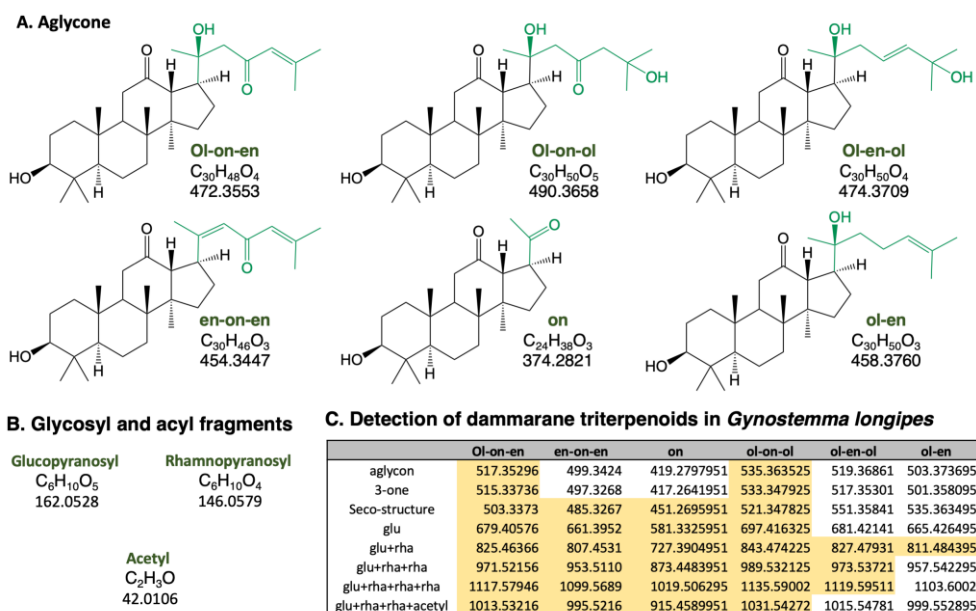 A. Aglycone
OH
O
H
H
O
HO
H
Ol-on-en
C30H48O4
472.3553
OH
O
H
H
O
OH
HO
H
Ol-on-ol
C30H50O5
490.3658
OH
O
H
H
OH
HO
H
Ol-en-ol
C30H50O4
474.3709
O
H
H
O
HO
H
en-on-en
C30H46O3
454.3447
O
O
H
H
HO
H
on
C24H38O3
374.2821
OH
O
H
H
HO
H
ol-en
C30H50O3
458.3760
B. Glycosyl and acyl fragments
Glucopyranosyl
C6H10O5
162.0528
Rhamnopyranosyl
C6H10O4
146.0579
Acetyl
C2H3O
42.0106
C. Detection of dammarane triterpenoids in Gynostemma longipes
Ol-on-en en-on-en on ol-on-ol ol-en-ol ol-en
aglycon 517.35296 499.3424 419.2797951 535.363525 519.36861 503.373695
3-one 515.33736 497.3268 417.2641951 533.347925 517.35301 501.358095
Seco-structure 503.3373 485.3267 451.2695951 521.347825 551.35841 535.363495
glu 679.40576 661.3952 581.3325951 697.416325 681.42141 665.426495
glu+rha 825.46366 807.4531 727.3904951 843.474225 827.47931 811.484395
glu+rha+rha 971.52156 953.5110 873.4483951 989.532125 973.53721 957.542295
glu+rha+rha+rha 1117.57946 1099.5689 1019.506295 1135.59002 1119.59511 1103.6002
glu+rha+rha+acetyl 1013.53216 995.5216 915.4589951 1031.54272 1015.54781 999.552895